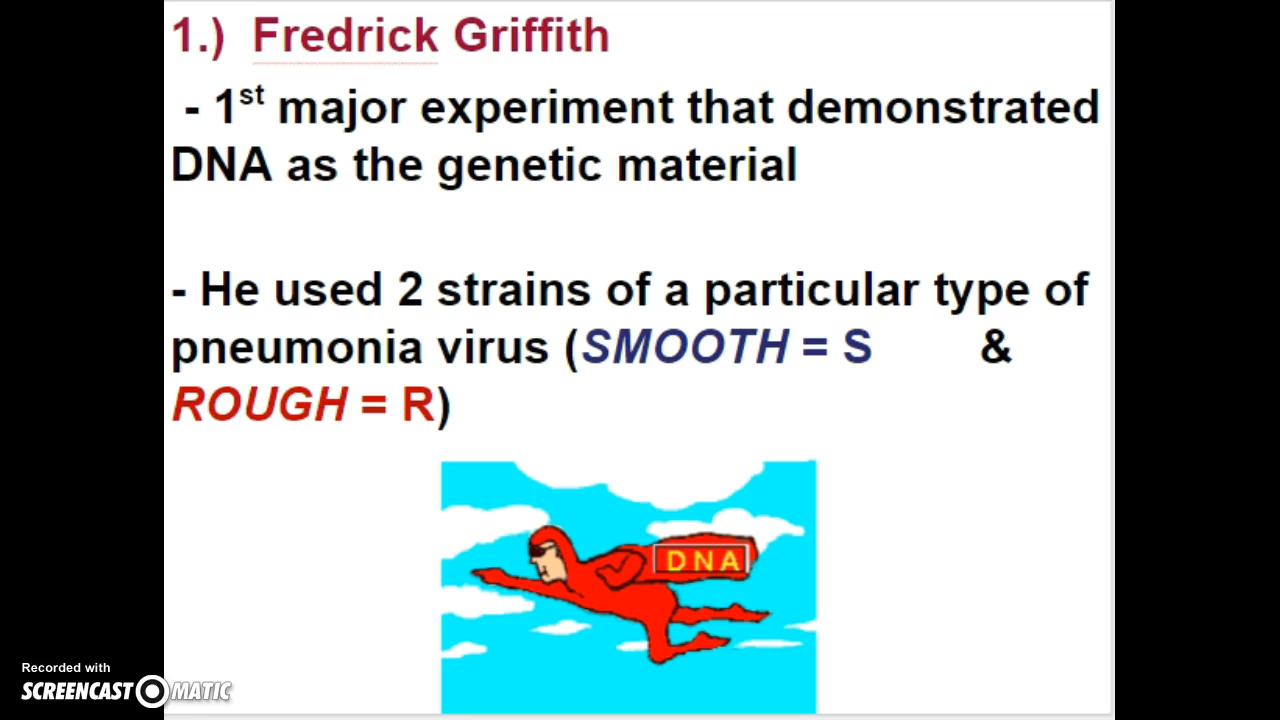 1.) Fredrick Griffith
- 1st major experiment that demonstrated
DNA as the genetic material
- He used 2 strains of a particular type of
pneumonia virus (SMOOTH = S &
ROUGH = R)
DNA
Recorded with
SCREENCAST MATIC